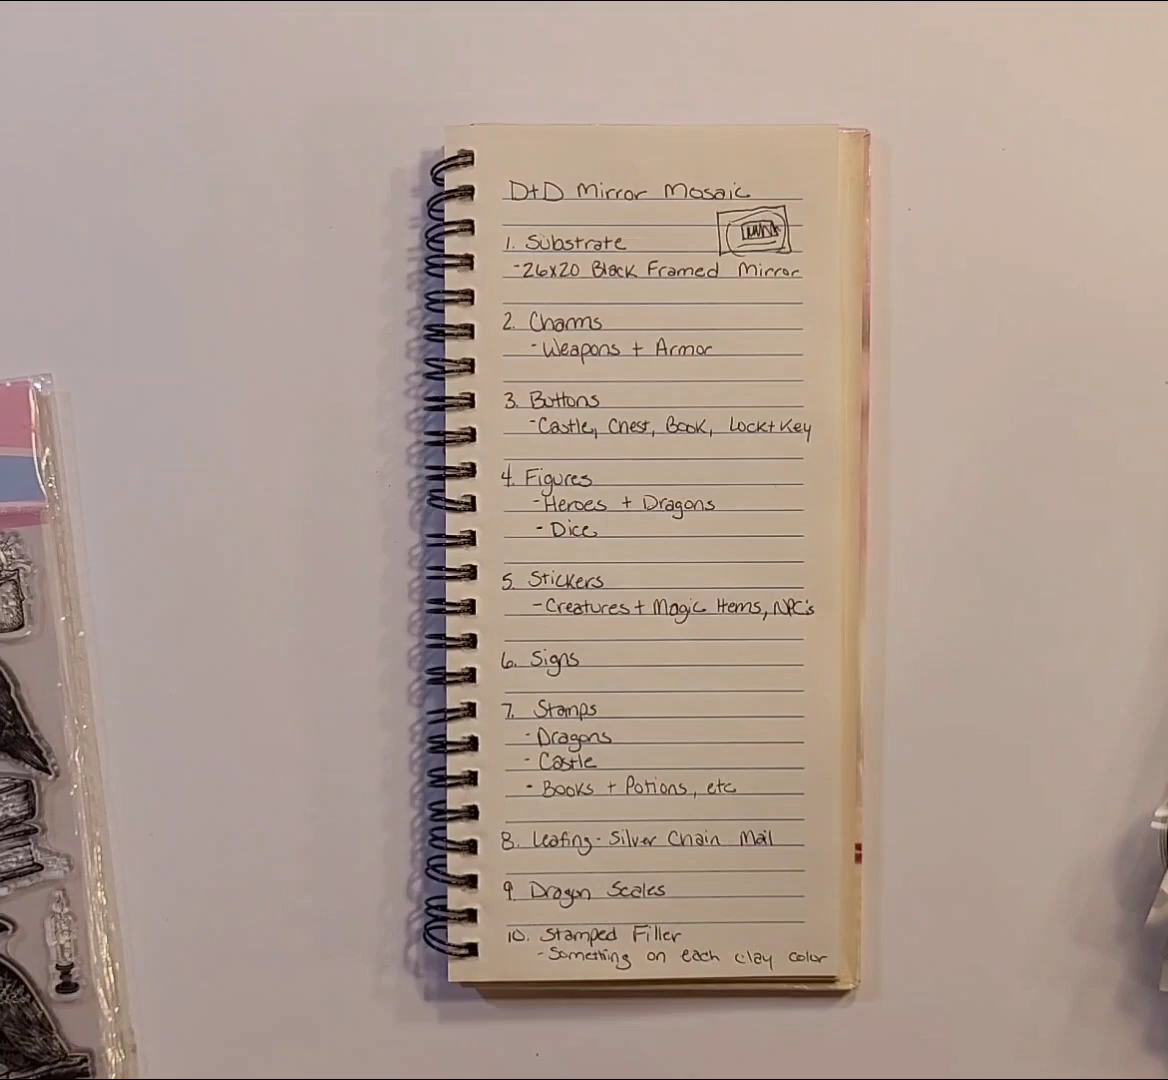 D+D Mirror Mosaic
1. Substrate
-26x20 Black Framed Mirror
2. Charms
-Weapons + Armor
3. Buttons
-Castle, Chest, Book, Lock+Key
4. Figures
-Heroes + Dragons
- Dice
5. Stickers
-Creatures + Magic Items, NPC's
6. Signs
7. Stamps
- Dragons
- Castle
- Books + Potions, etc
8. Leafing- Silver Chain Mail
9. Dragon Scales
10. Stamped Filler
-Something on each clay color